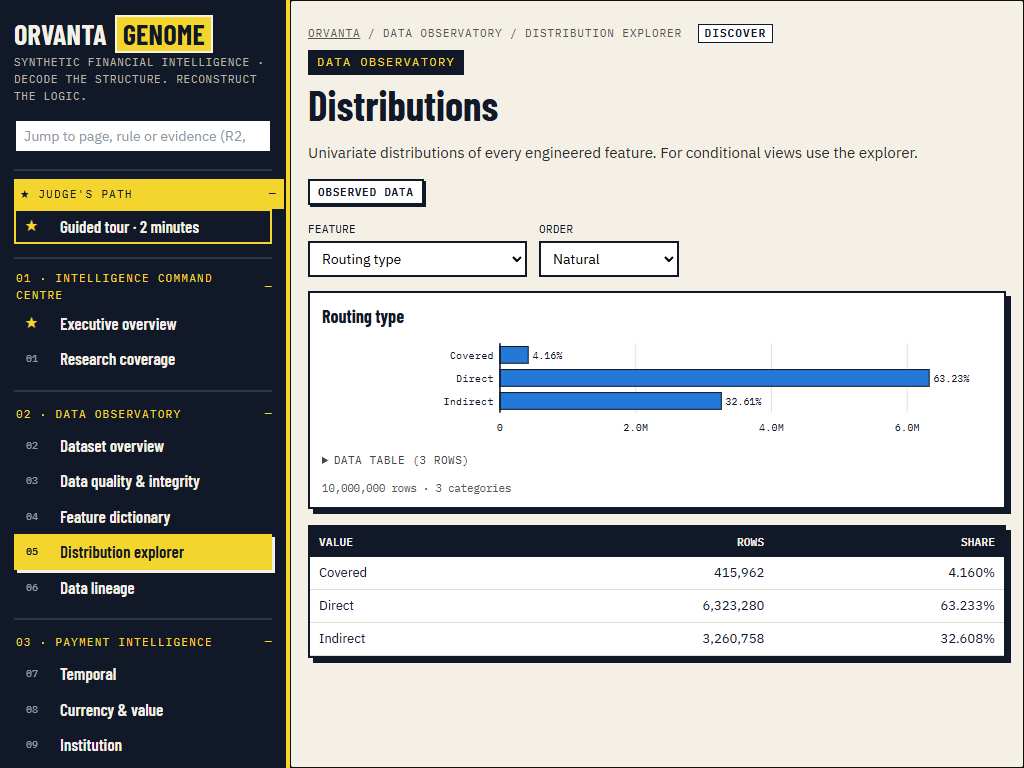 ORVANTA GENOME
SYNTHETIC FINANCIAL INTELLIGENCE ·
DECODE THE STRUCTURE. RECONSTRUCT
THE LOGIC.
Jump to page, rule or evidence (R2,
★ JUDGE'S PATH –
★ Guided tour · 2 minutes
01 · INTELLIGENCE COMMAND
CENTRE –
★ Executive overview
01 Research coverage
02 · DATA OBSERVATORY –
02 Dataset overview
03 Data quality & integrity
04 Feature dictionary
05 Distribution explorer
06 Data lineage
03 · PAYMENT INTELLIGENCE –
07 Temporal
08 Currency & value
09 Institution
ORVANTA / DATA OBSERVATORY / DISTRIBUTION EXPLORER DISCOVER
DATA OBSERVATORY
Distributions
Univariate distributions of every engineered feature. For conditional views use the explorer.
OBSERVED DATA
FEATURE ORDER
Routing type Natural
Routing type
Covered 4.16%
Direct 63.23%
Indirect 32.61%
0 2.0M 4.0M 6.0M
▶ DATA TABLE (3 ROWS)
10,000,000 rows · 3 categories
VALUE ROWS SHARE
Covered 415,962 4.160%
Direct 6,323,280 63.233%
Indirect 3,260,758 32.608%